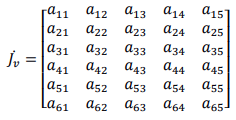 a₁₁ a₁₂ a₁₃ a₁₄ a₁₅
a₂₁ a₂₂ a₂₃ a₂₄ a₂₅
a₃₁ a₃₂ a₃₃ a₃₄ a₃₅
J̇ᵥ = a₄₁ a₄₂ a₄₃ a₄₄ a₄₅
a₅₁ a₅₂ a₅₃ a₅₄ a₅₅
a₆₁ a₆₂ a₆₃ a₆₄ a₆₅